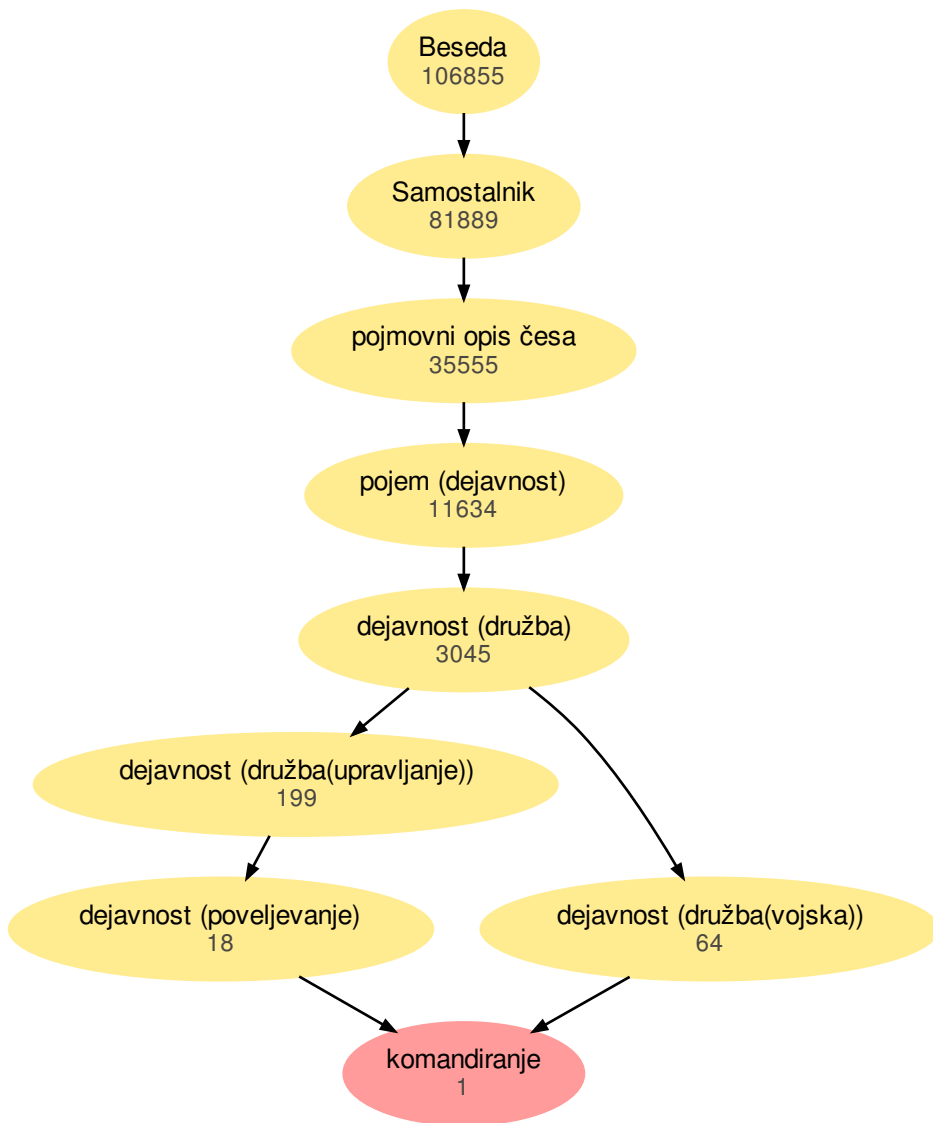 Beseda
106855
Samostalnik
81889
pojmovni opis česa
35555
pojem (dejavnost)
11634
dejavnost (družba)
3045
dejavnost (družba(upravljanje))
199
dejavnost (poveljevanje)
18
dejavnost (družba(vojska))
64
komandiranje
1